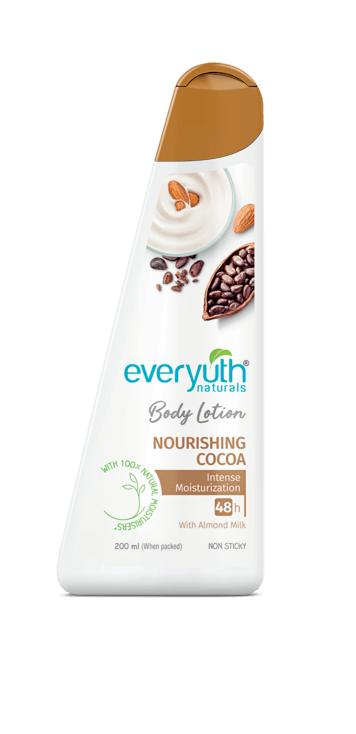 everyuth®
naturals
Body Lotion
NOURISHING
COCOA
Intense
Moisturization
48h
With Almond Milk
WITH 100% NATURAL MOISTURISERS*
200 ml (When packed)
NON STICKY